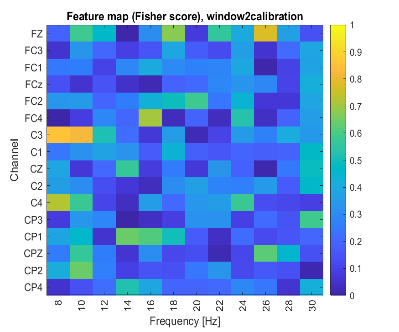 Feature map (Fisher score), window2calibration
FZ
FC3
FC1
FCz
FC2
FC4
C3
C1
CZ
C2
C4
CP3
CP1
CPZ
CP2
CP4
Channel
8 10 12 14 16 18 20 22 24 26 28 30
Frequency [Hz]
1
0.9
0.8
0.7
0.6
0.5
0.4
0.3
0.2
0.1
0